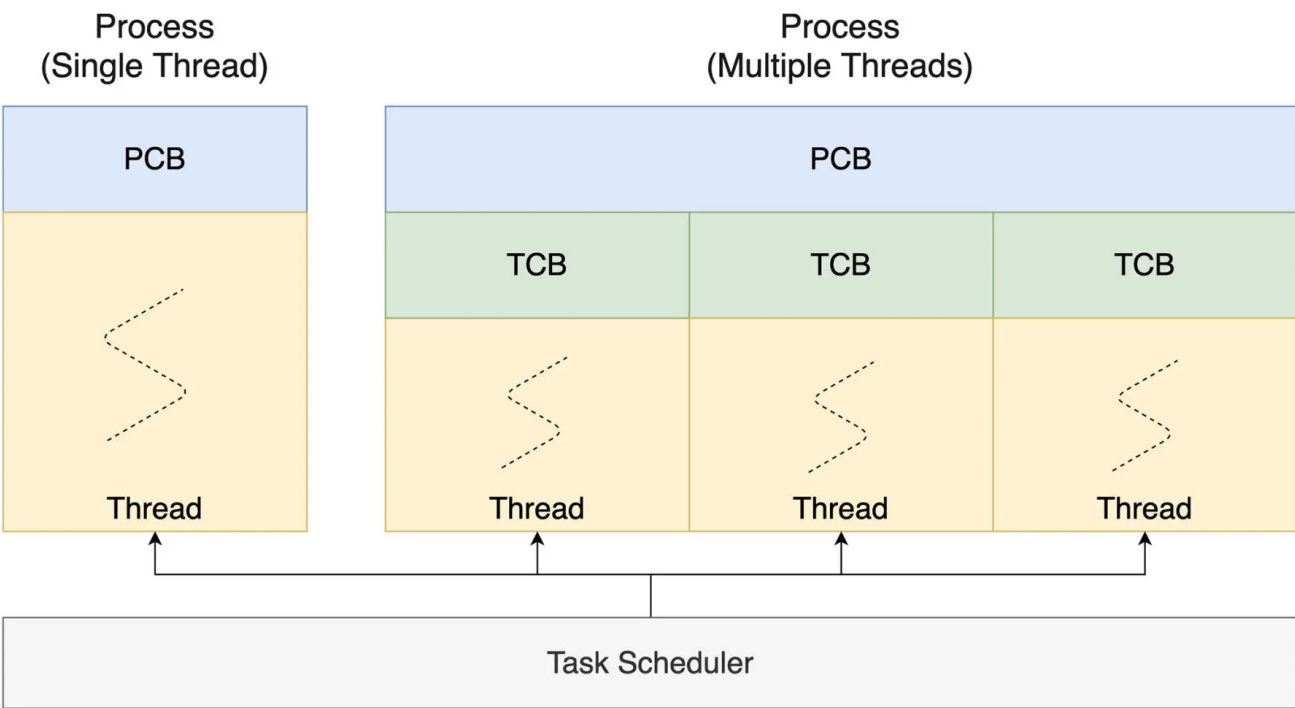 Process
(Single Thread)
Process
(Multiple Threads)
PCB
PCB
TCB
TCB
TCB
Thread
Thread
Thread
Thread
Task Scheduler